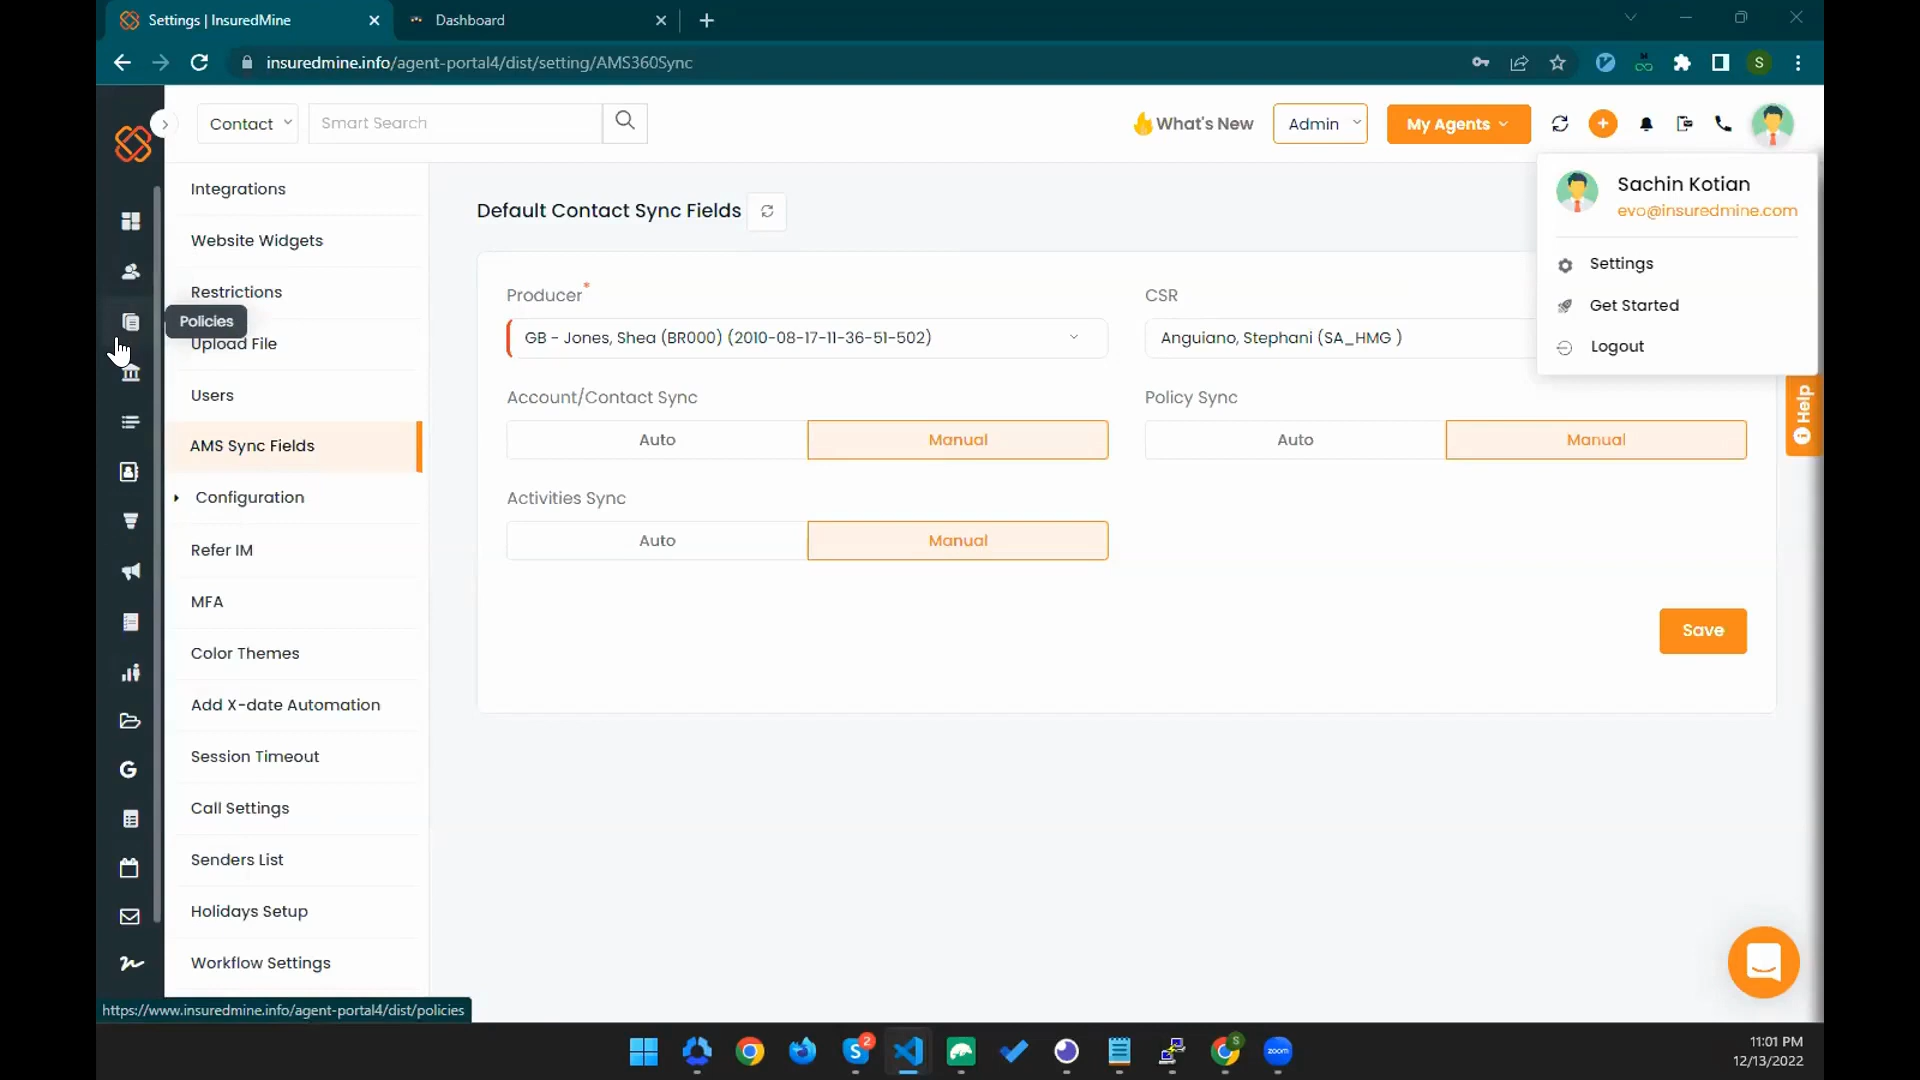 Settings | InsuredMine
Dashboard
insuredmine.info/agent-portal4/dist/setting/AMS360Sync
S
Contact
Smart Search
What's New
Admin
My Agents
Sachin Kotian
evo@insuredmine.com
Settings
Get Started
Logout
Integrations
Website Widgets
Restrictions
Policies
Upload File
Users
AMS Sync Fields
Configuration
Refer IM
MFA
Color Themes
Add X-date Automation
Session Timeout
Call Settings
Senders List
Holidays Setup
Workflow Settings
Default Contact Sync Fields
Producer*
CSR
GB - Jones, Shea (BR000) (2010-08-17-11-36-51-502)
Anguiano, Stephani (SA_HMG )
Account/Contact Sync
Policy Sync
Auto
Manual
Auto
Manual
Activities Sync
Auto
Manual
Save
Help
https://www.insuredmine.info/agent-portal4/dist/policies
2
S
zoom
11:01 PM
12/13/2022